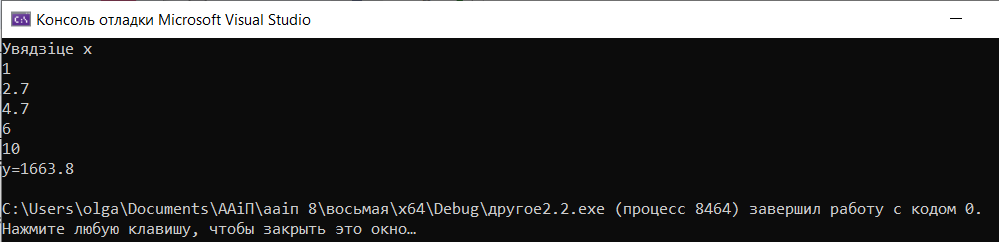 Консоль отладки Microsoft Visual Studio
Увядзіце x
1
2.7
4.7
6
10
y=1663.8
C:\Users\olga\Documents\ААіП\ааіп 8\восьмая\x64\Debug\другое2.2.exe (процесс 8464) завершил работу с кодом 0.
Нажмите любую клавишу, чтобы закрыть это окно…